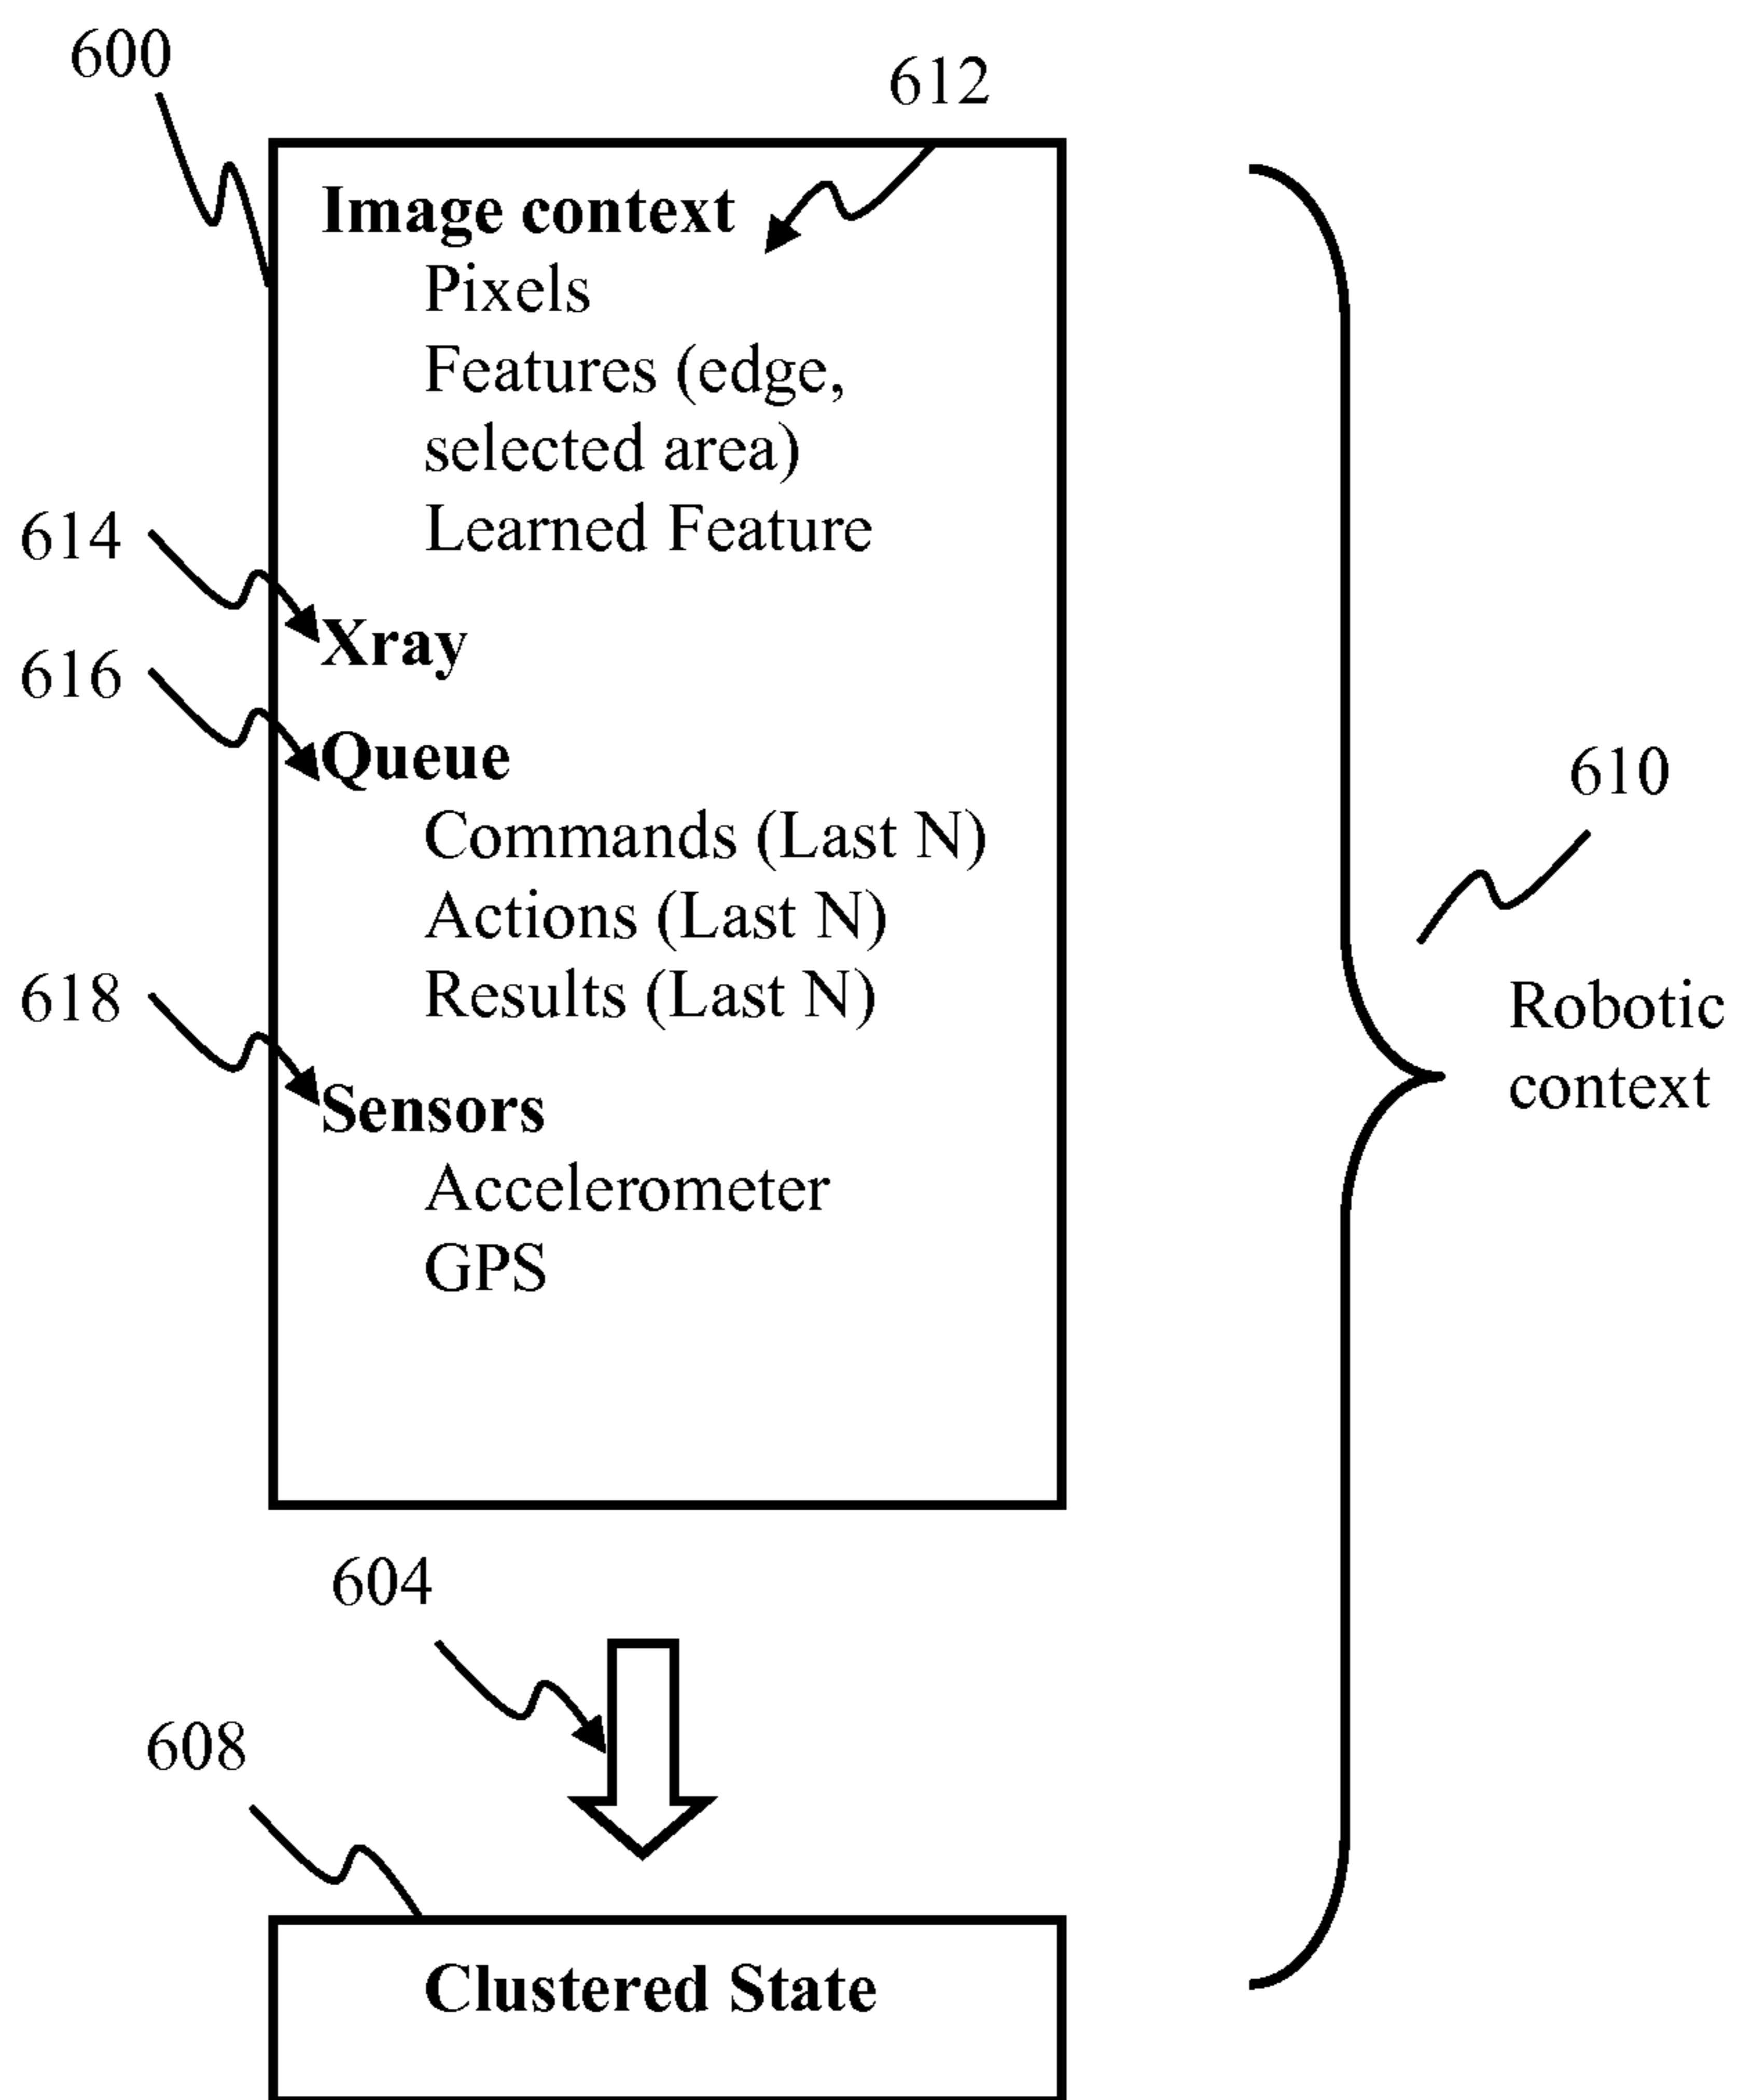 600
612
Image context
Pixels
Features (edge,
selected area)
Learned Feature
614
Xray
616
Queue
Commands (Last N)
Actions (Last N)
Results (Last N)
618
Sensors
Accelerometer
GPS
610
Robotic
context
604
608
Clustered State